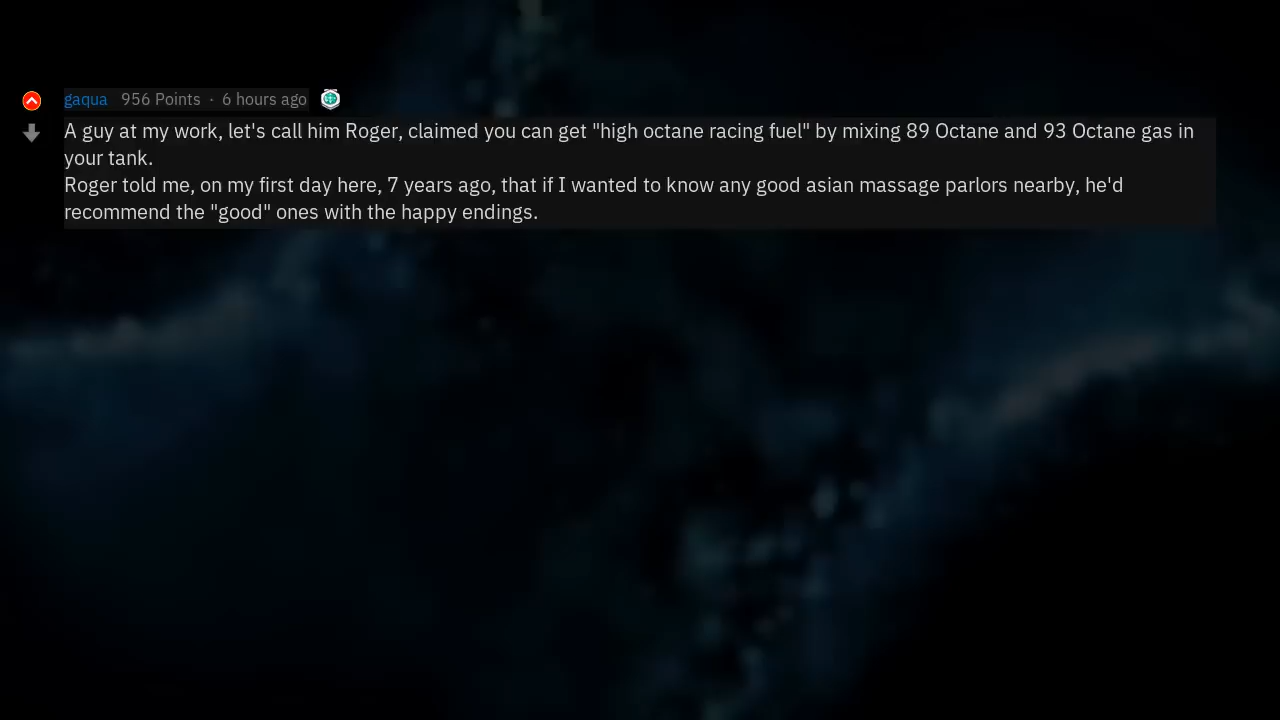 gaqua 956 Points · 6 hours ago
A guy at my work, let's call him Roger, claimed you can get "high octane racing fuel" by mixing 89 Octane and 93 Octane gas in
your tank.
Roger told me, on my first day here, 7 years ago, that if I wanted to know any good asian massage parlors nearby, he'd
recommend the "good" ones with the happy endings.